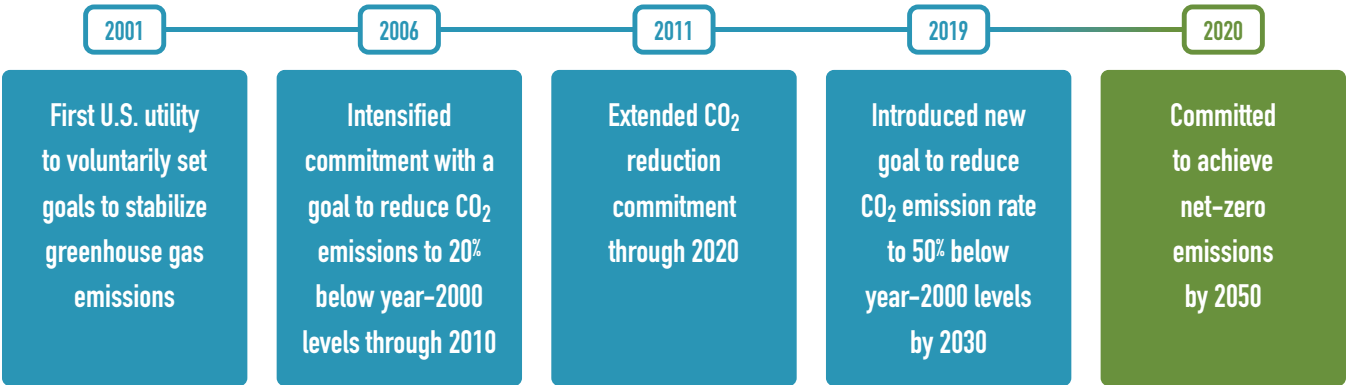 2001
First U.S. utility
to voluntarily set
goals to stabilize
greenhouse gas
emissions
2006
Intensified
commitment with a
goal to reduce CO₂
emissions to 20%
below year-2000
levels through 2010
2011
Extended CO₂
reduction
commitment
through 2020
2019
Introduced new
goal to reduce
CO₂ emission rate
to 50% below
year-2000 levels
by 2030
2020
Committed
to achieve
net-zero
emissions
by 2050